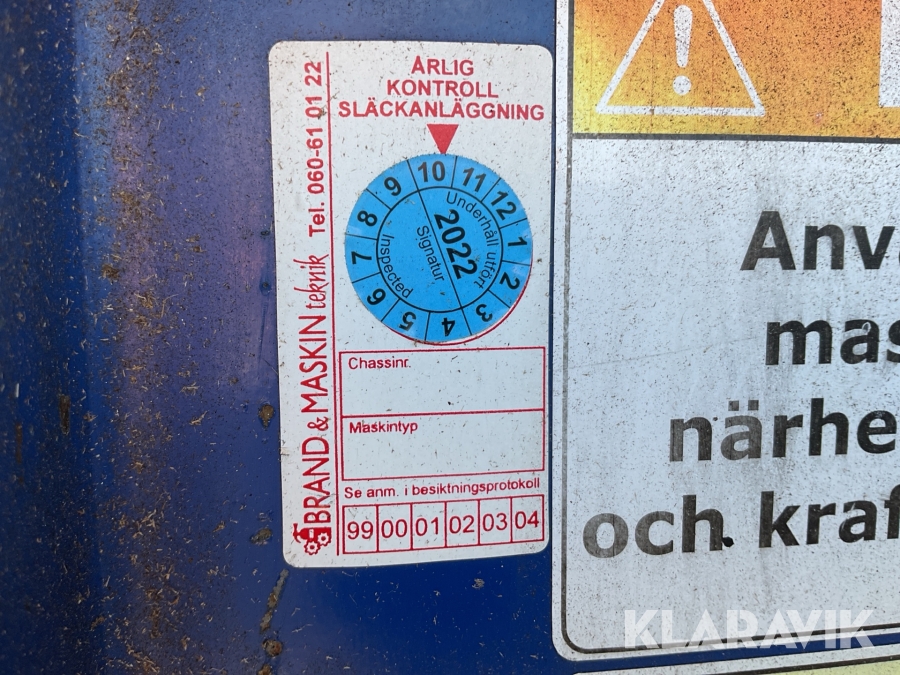 ÅRLIG
KONTROLL
SLÄCKANLÄGGNING
BRAND & MASKIN teknik Tel. 060-61 01 22
10 11 12 1 2 3 4 5 6 7 8 9
Underhåll utfört
2022
Signatur
Inspected
Chassinr.
Maskintyp
Se anm. i besiktningsprotokoll
99 00 01 02 03 04
Anv
mas
närhe
och kraf
KLARAVIK